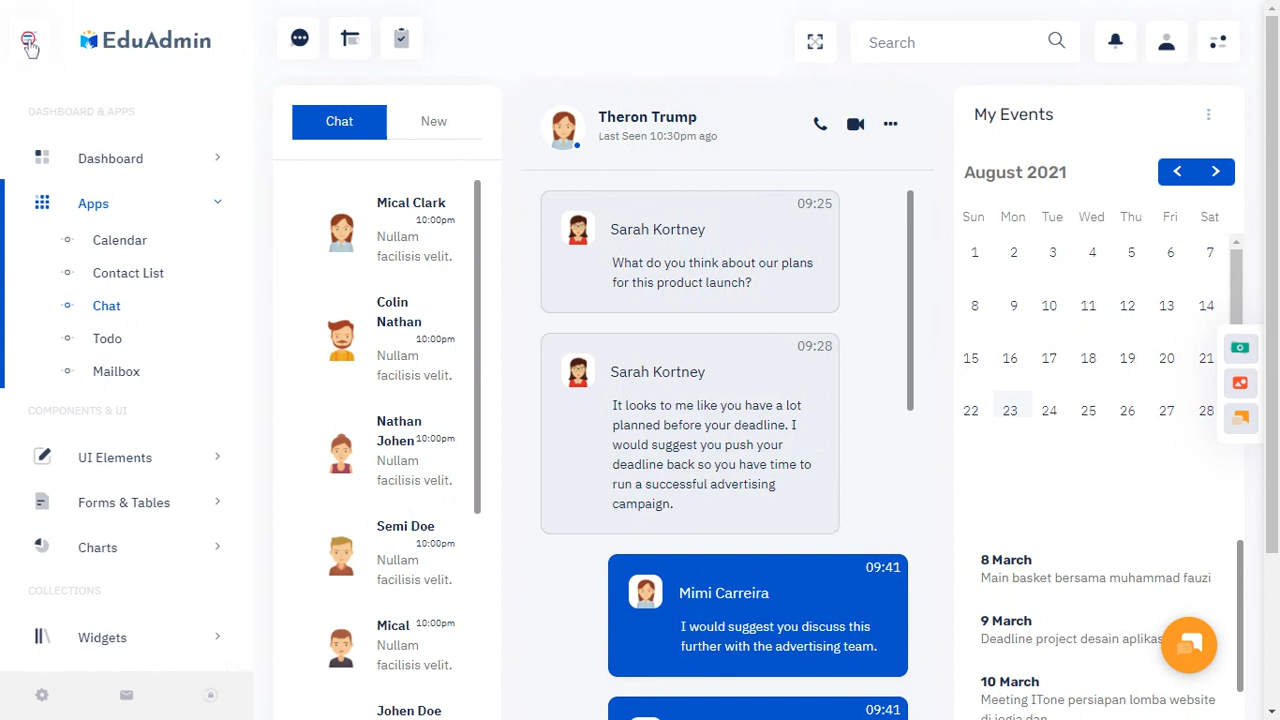 EduAdmin
Search
DASHBOARD & APPS
Dashboard
Apps
Calendar
Contact List
Chat
Todo
Mailbox
COMPONENTS & UI
UI Elements
Forms & Tables
Charts
COLLECTIONS
Widgets
Chat
New
Mical Clark
10:00pm
Nullam
facilisis velit.
Colin
Nathan
10:00pm
Nullam
facilisis velit.
Nathan
Johen 10:00pm
Nullam
facilisis velit.
Semi Doe
10:00pm
Nullam
facilisis velit.
Mical 10:00pm
Nullam
facilisis velit.
Johen Doe
Theron Trump
Last Seen 10:30pm ago
09:25
Sarah Kortney
What do you think about our plans
for this product launch?
09:28
Sarah Kortney
It looks to me like you have a lot
planned before your deadline. I
would suggest you push your
deadline back so you have time to
run a successful advertising
campaign.
09:41
Mimi Carreira
I would suggest you discuss this
further with the advertising team.
09:41
My Events
August 2021
Sun Mon Tue Wed Thu Fri Sat
1 2 3 4 5 6 7
8 9 10 11 12 13 14
15 16 17 18 19 20 21
22 23 24 25 26 27 28
8 March
Main basket bersama muhammad fauzi
9 March
Deadline project desain aplikas
10 March
Meeting ITone persiapan lomba website
di jogja dan